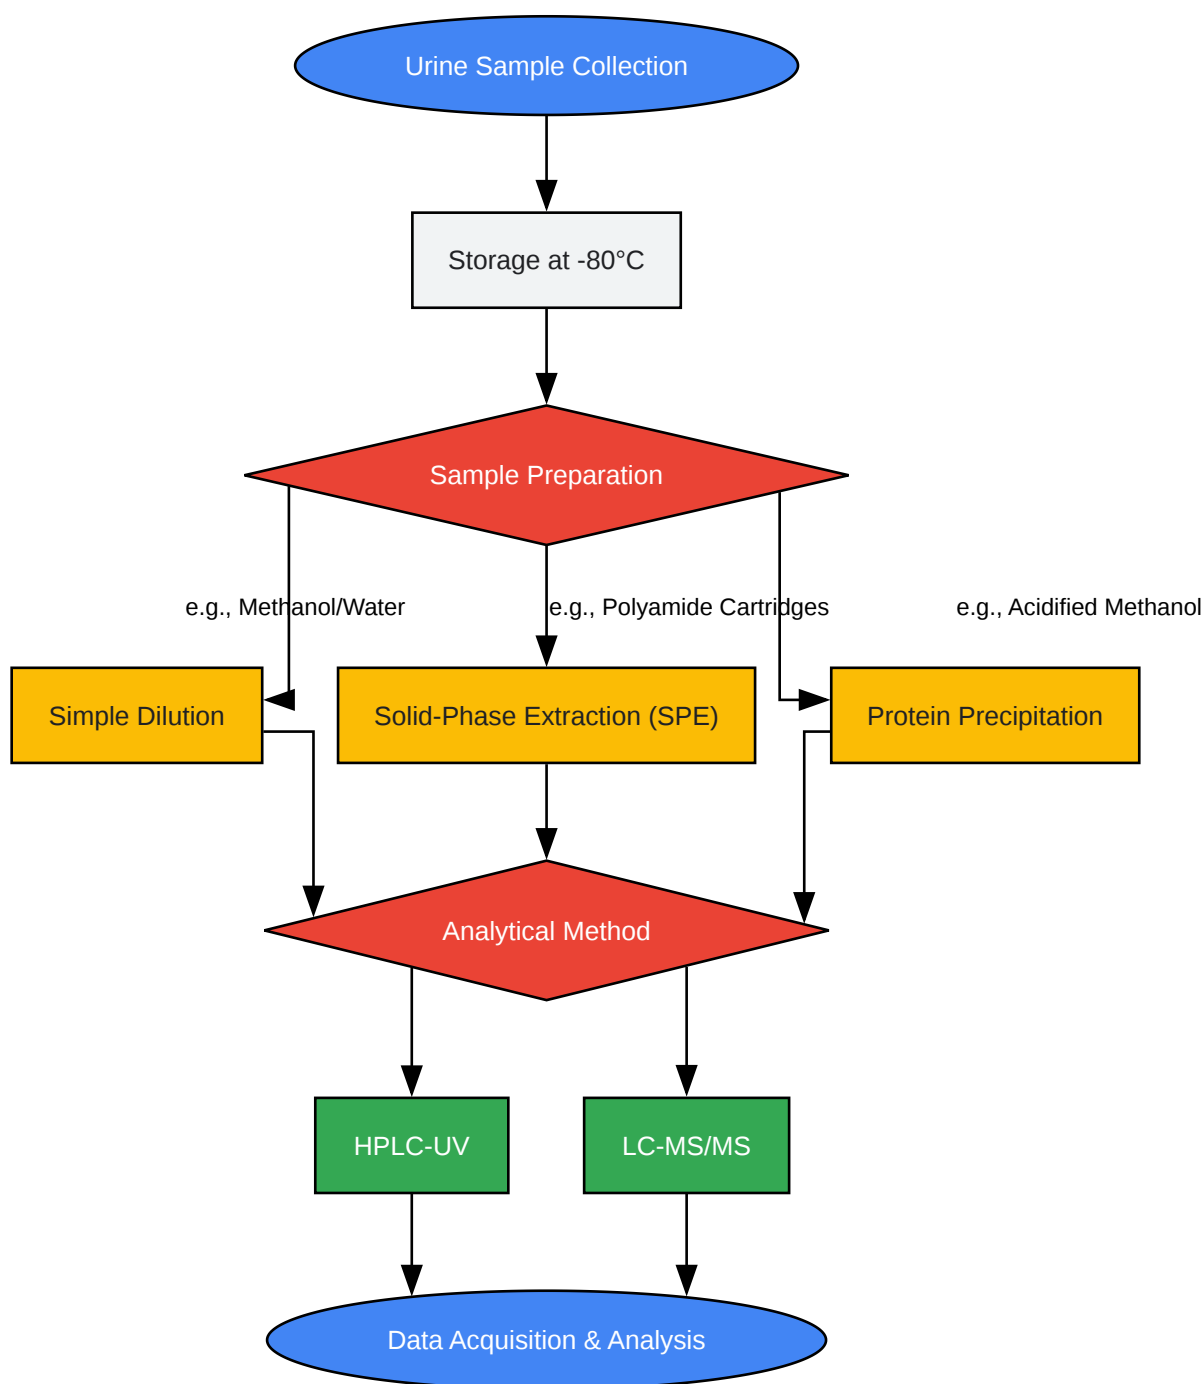 Urine Sample Collection
Storage at -80°C
Sample Preparation
e.g., Methanol/Water
e.g., Polyamide Cartridges
e.g., Acidified Methanol
Simple Dilution
Solid-Phase Extraction (SPE)
Protein Precipitation
Analytical Method
HPLC-UV
LC-MS/MS
Data Acquisition & Analysis